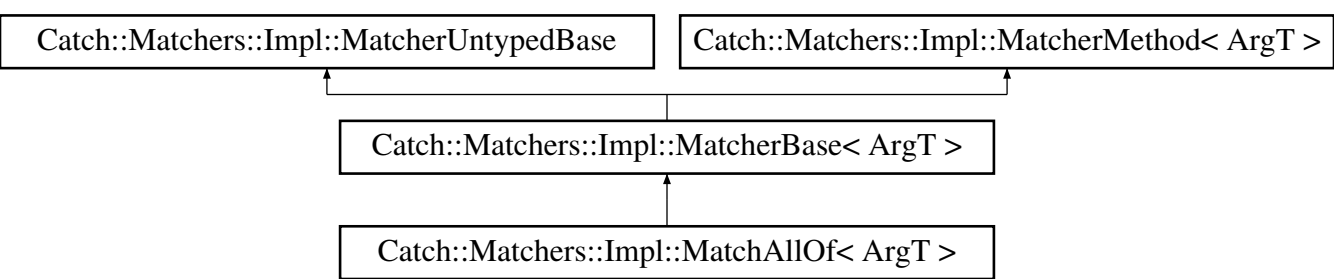 Catch::Matchers::Impl::MatcherUntypedBase
Catch::Matchers::Impl::MatcherMethod< ArgT >
Catch::Matchers::Impl::MatcherBase< ArgT >
Catch::Matchers::Impl::MatchAllOf< ArgT >